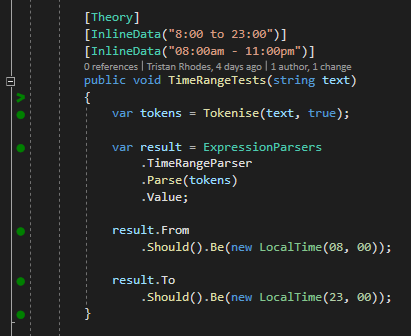 [Theory]
[InlineData("8:00 to 23:00")]
[InlineData("08:00am - 11:00pm")]
0 references | Tristan Rhodes, 4 days ago | 1 author, 1 change
public void TimeRangeTests(string text)
{
var tokens = Tokenise(text, true);
var result = ExpressionParsers
.TimeRangeParser
.Parse(tokens)
.Value;
result.From
.Should().Be(new LocalTime(08, 00));
result.To
.Should().Be(new LocalTime(23, 00));
}